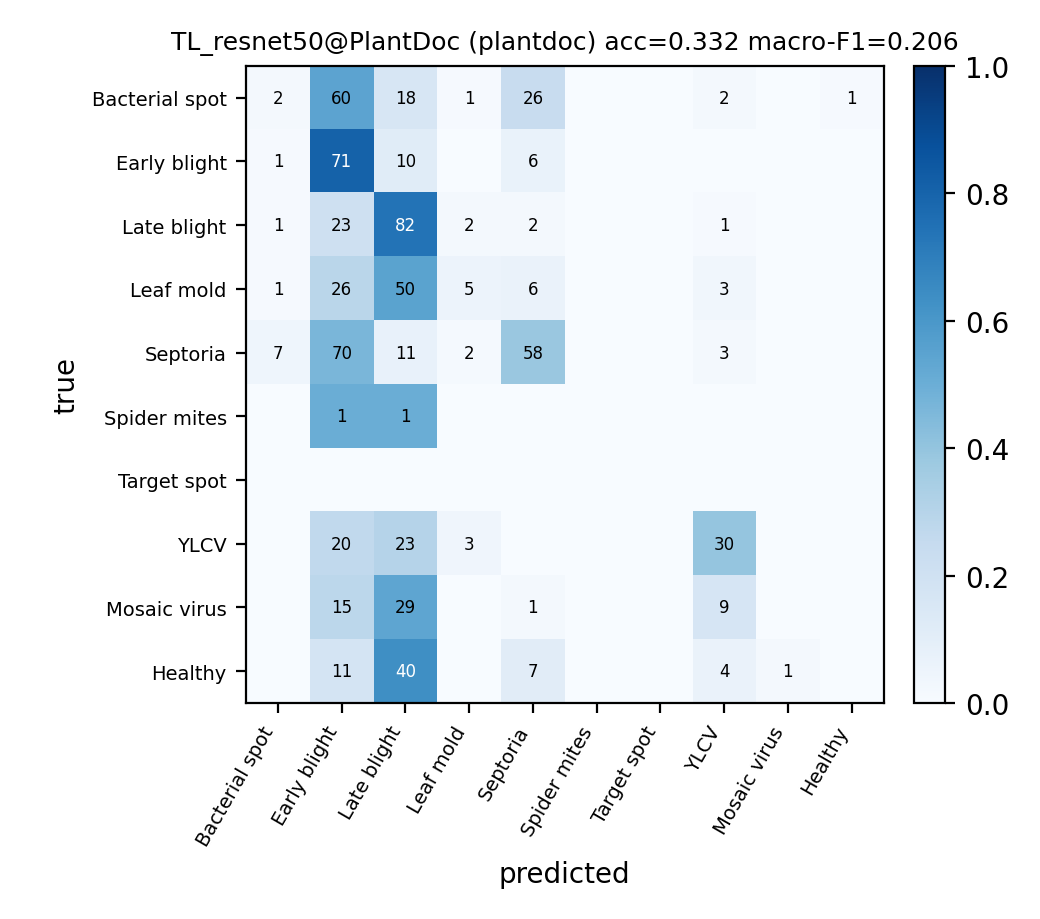 TL_resnet50@PlantDoc (plantdoc) acc=0.332 macro-F1=0.206
Bacterial spot 2 60 18 1 26 2 1
Early blight 1 71 10 6
Late blight 1 23 82 2 2 1
Leaf mold 1 26 50 5 6 3
Septoria 7 70 11 2 58 3
Spider mites 1 1
Target spot
YLCV 20 23 3 30
Mosaic virus 15 29 1 9
Healthy 11 40 7 4 1
true
Bacterial spot
Early blight
Late blight
Leaf mold
Septoria
Spider mites
Target spot
YLCV
Mosaic virus
Healthy
predicted
1.0
0.8
0.6
0.4
0.2
0.0